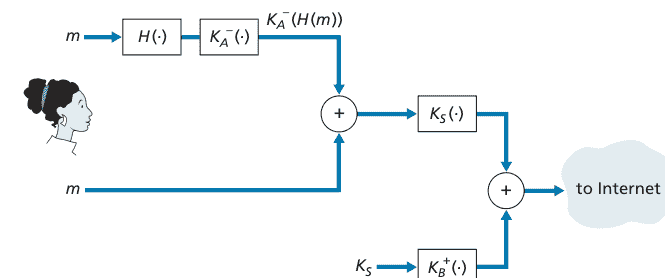 m
H(·)
K_A^-(·)
K_A^-(H(m))
+
K_S(·)
m
+
to Internet
K_S
K_B^+(·)